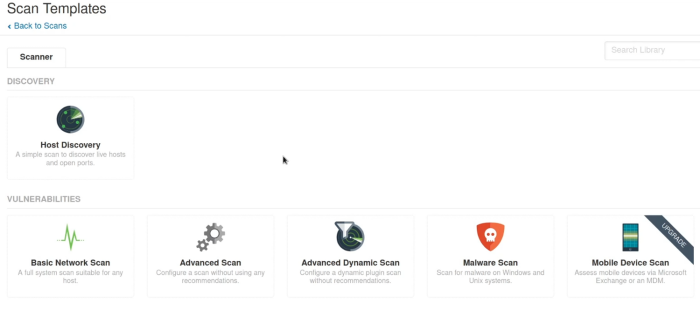 Scan Templates
‹ Back to Scans
Scanner
Search Library
DISCOVERY
Host Discovery
A simple scan to discover live hosts
and open ports.
VULNERABILITIES
Basic Network Scan
A full system scan suitable for any
host.
Advanced Scan
Configure a scan without using any
recommendations.
Advanced Dynamic Scan
Configure a dynamic plugin scan
without recommendations.
Malware Scan
Scan for malware on Windows and
Unix systems.
UPGRADE
Mobile Device Scan
Assess mobile devices via Microsoft
Exchange or an MDM.